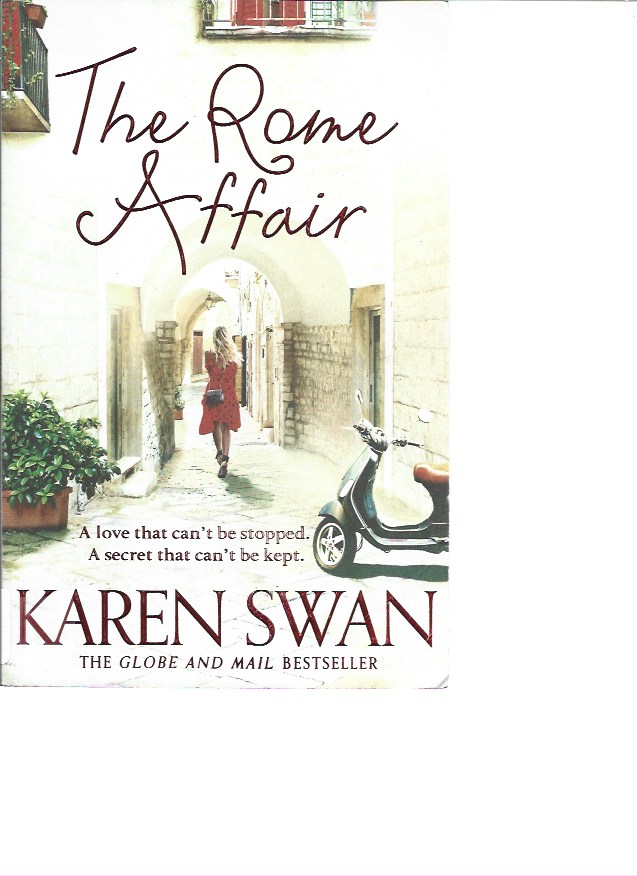 The Rome
Affair
A love that can't be stopped.
A secret that can't be kept.
KAREN SWAN
THE GLOBE AND MAIL BESTSELLER